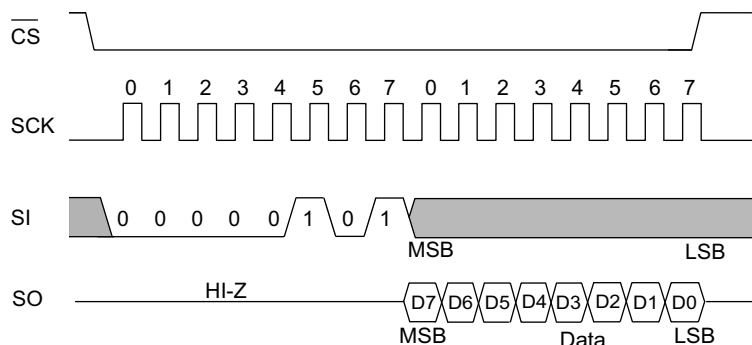 CS
0 1 2 3 4 5 6 7 0 1 2 3 4 5 6 7
SCK
SI 0 0 0 0 0 1 0 1
MSB LSB
HI-Z
SO D7 D6 D5 D4 D3 D2 D1 D0
MSB Data LSB